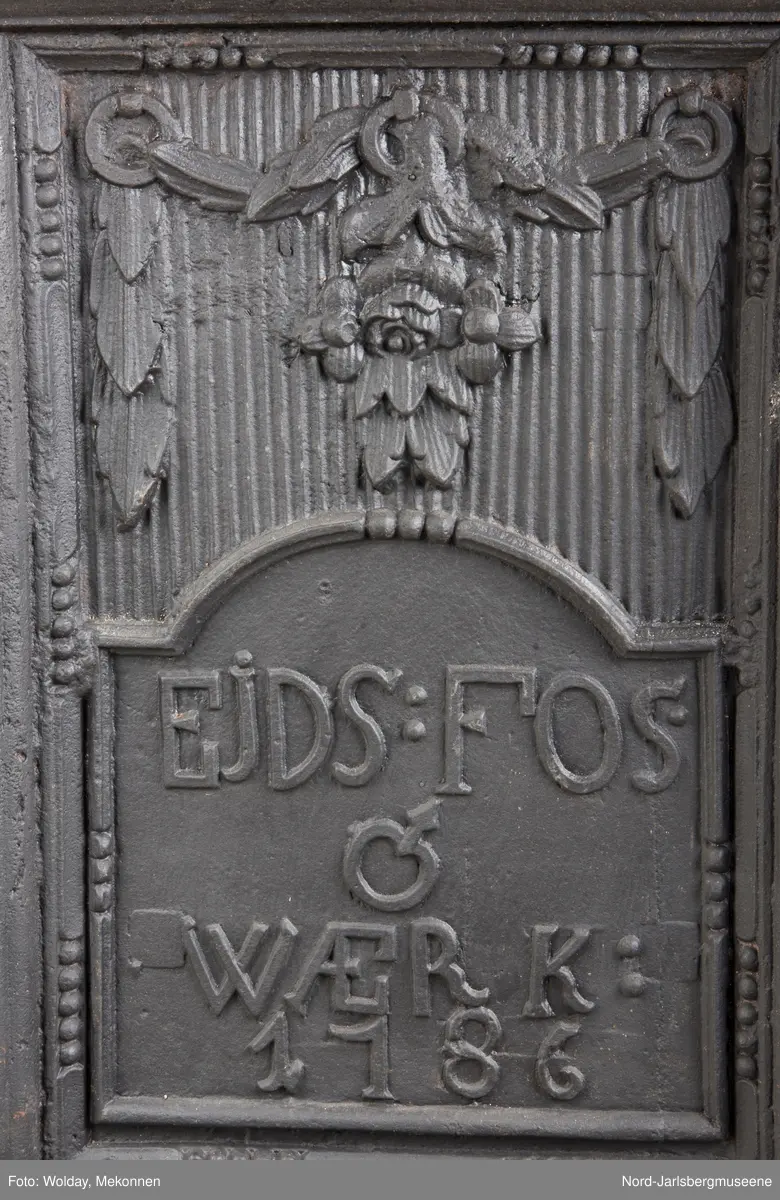 EJDS: FOS
♂
WÆRK:
1786
Foto: Wolday, Mekonnen
Nord-Jarlsbergmuseene